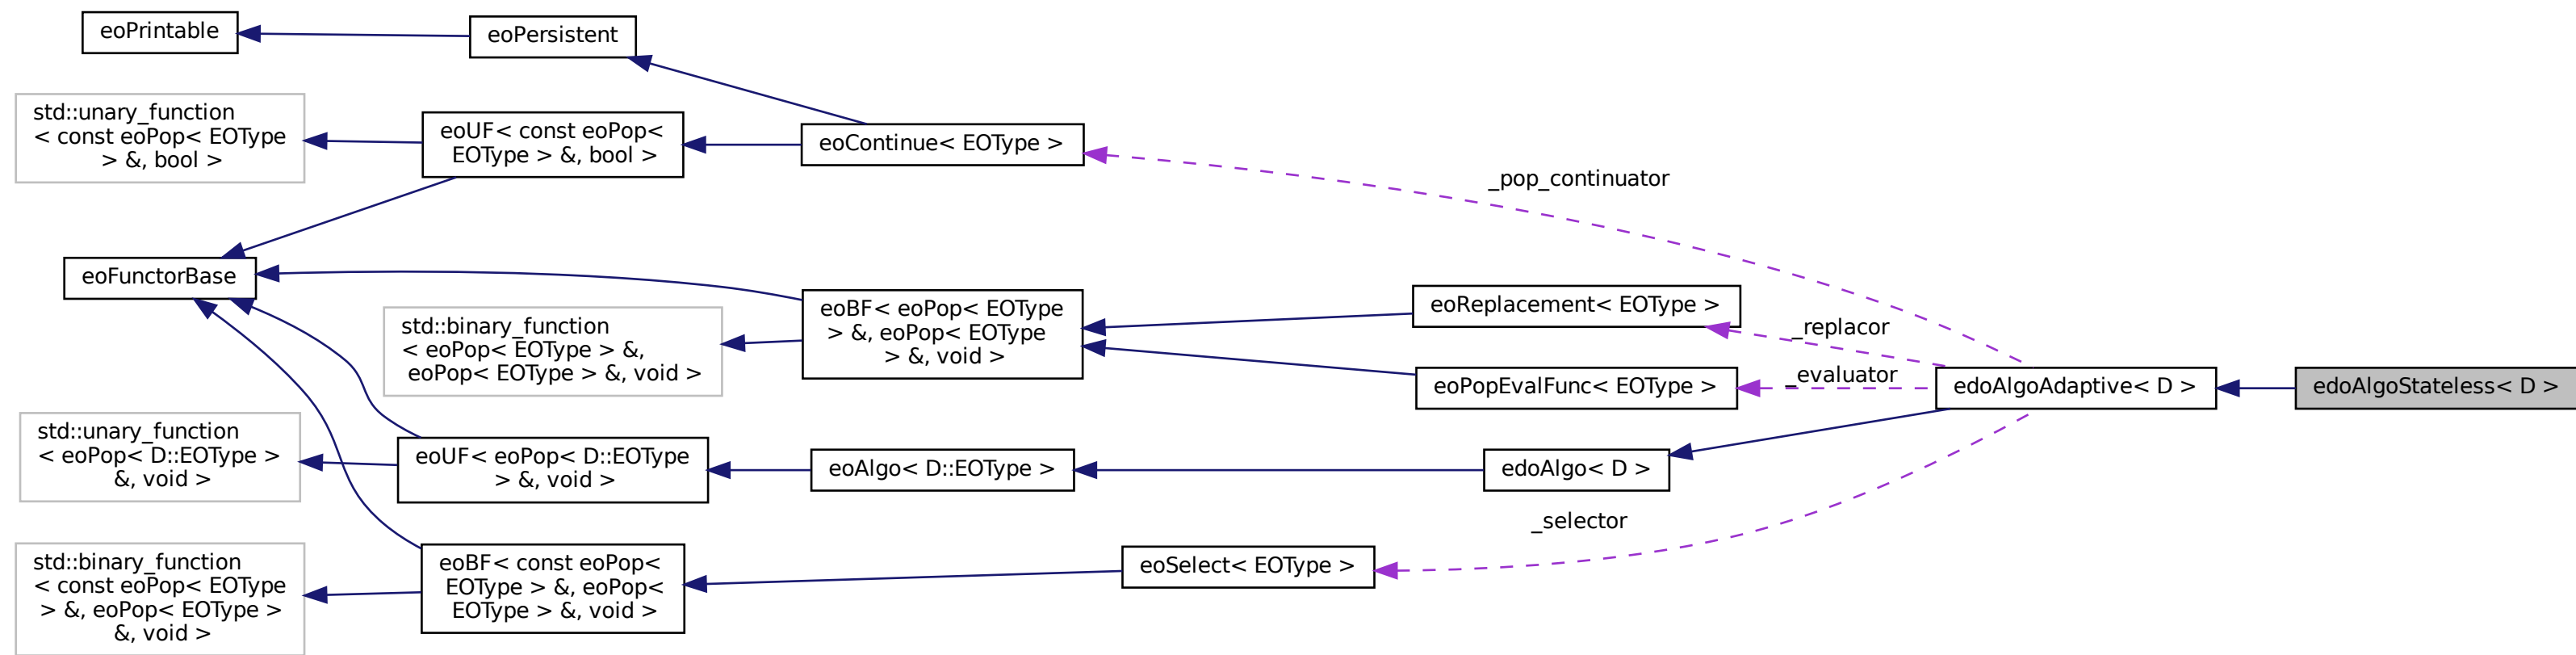 eoPrintable
eoPersistent
std::unary_function
< const eoPop< EOType
> &, bool >
eoUF< const eoPop<
EOType > &, bool >
eoContinue< EOType >
_pop_continuator
eoFunctorBase
std::binary_function
< eoPop< EOType > &,
eoPop< EOType > &, void >
eoBF< eoPop< EOType
> &, eoPop< EOType
> &, void >
eoReplacement< EOType >
_replacor
eoPopEvalFunc< EOType >
_evaluator
edoAlgoAdaptive< D >
edoAlgoStateless< D >
std::unary_function
< eoPop< D::EOType >
&, void >
eoUF< eoPop< D::EOType
> &, void >
eoAlgo< D::EOType >
edoAlgo< D >
_selector
std::binary_function
< const eoPop< EOType
> &, eoPop< EOType >
&, void >
eoBF< const eoPop<
EOType > &, eoPop<
EOType > &, void >
eoSelect< EOType >